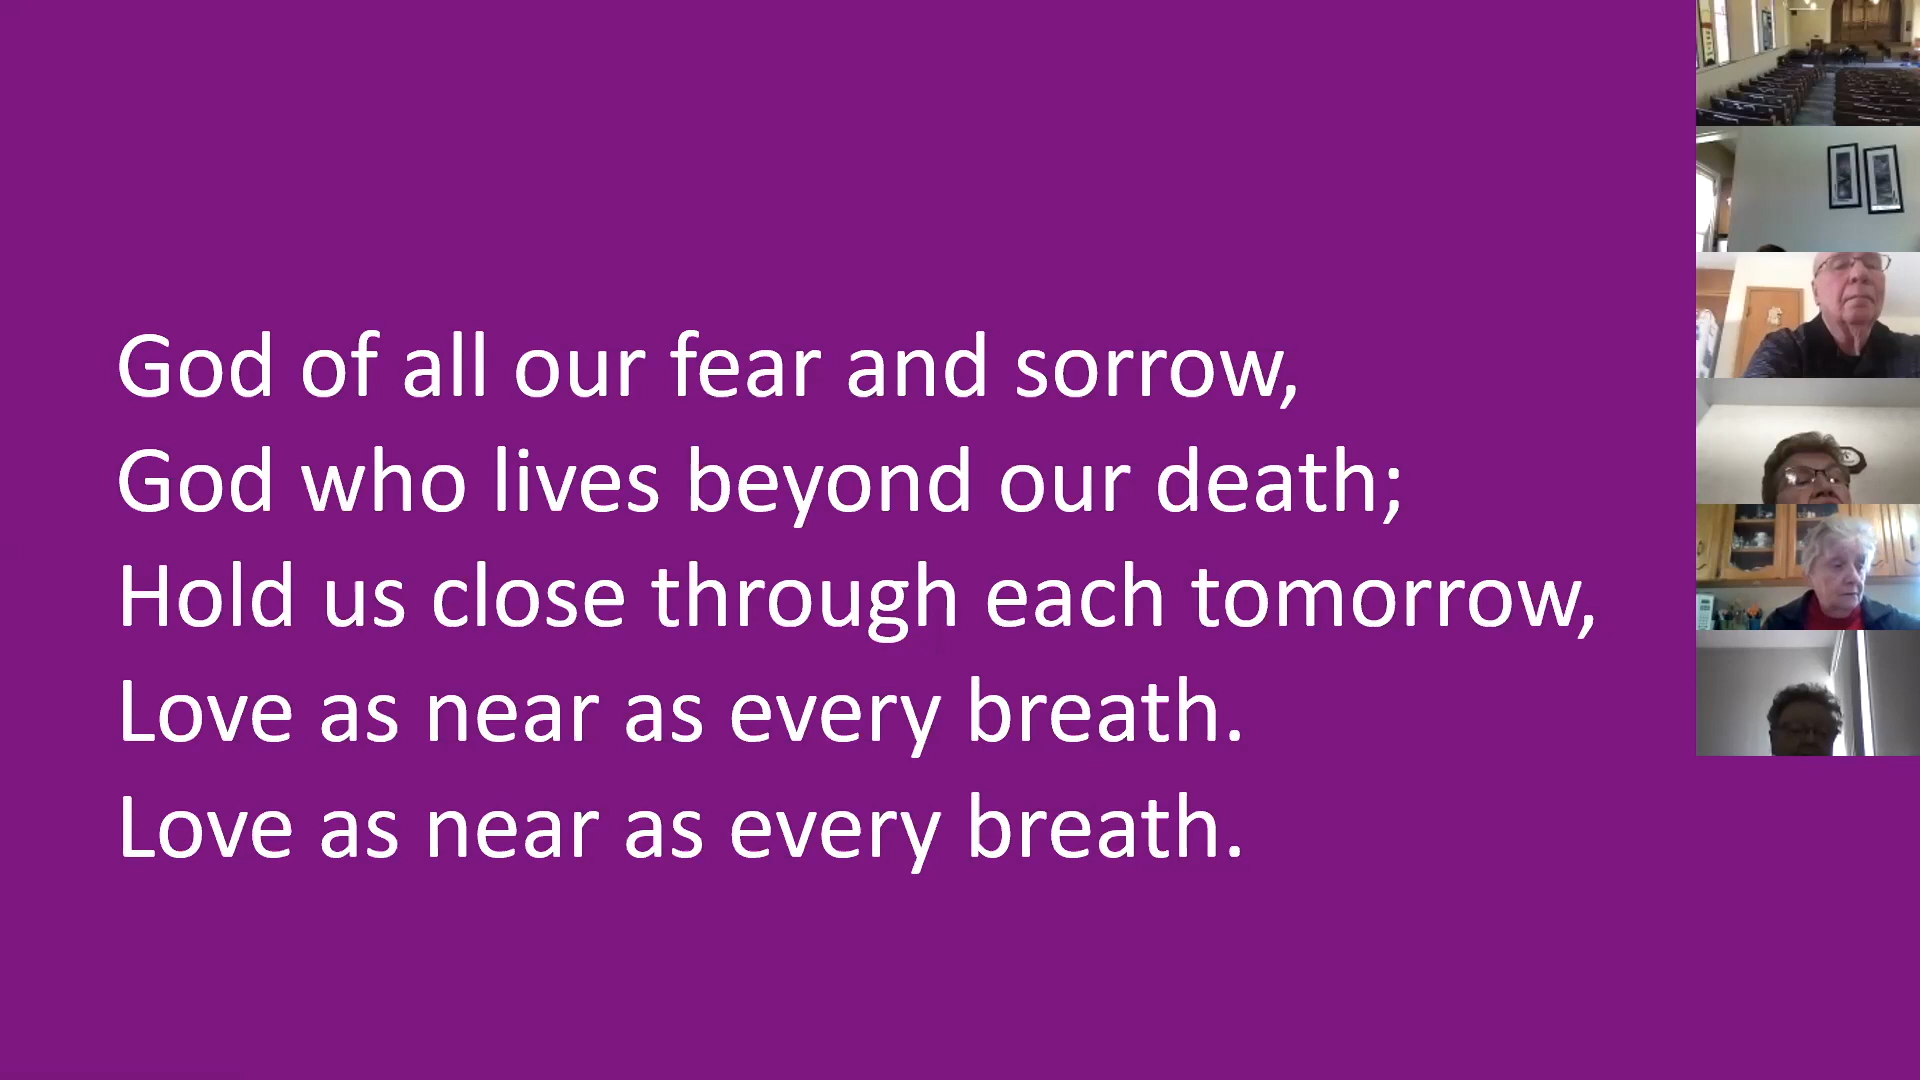 God of all our fear and sorrow,
God who lives beyond our death;
Hold us close through each tomorrow,
Love as near as every breath.
Love as near as every breath.